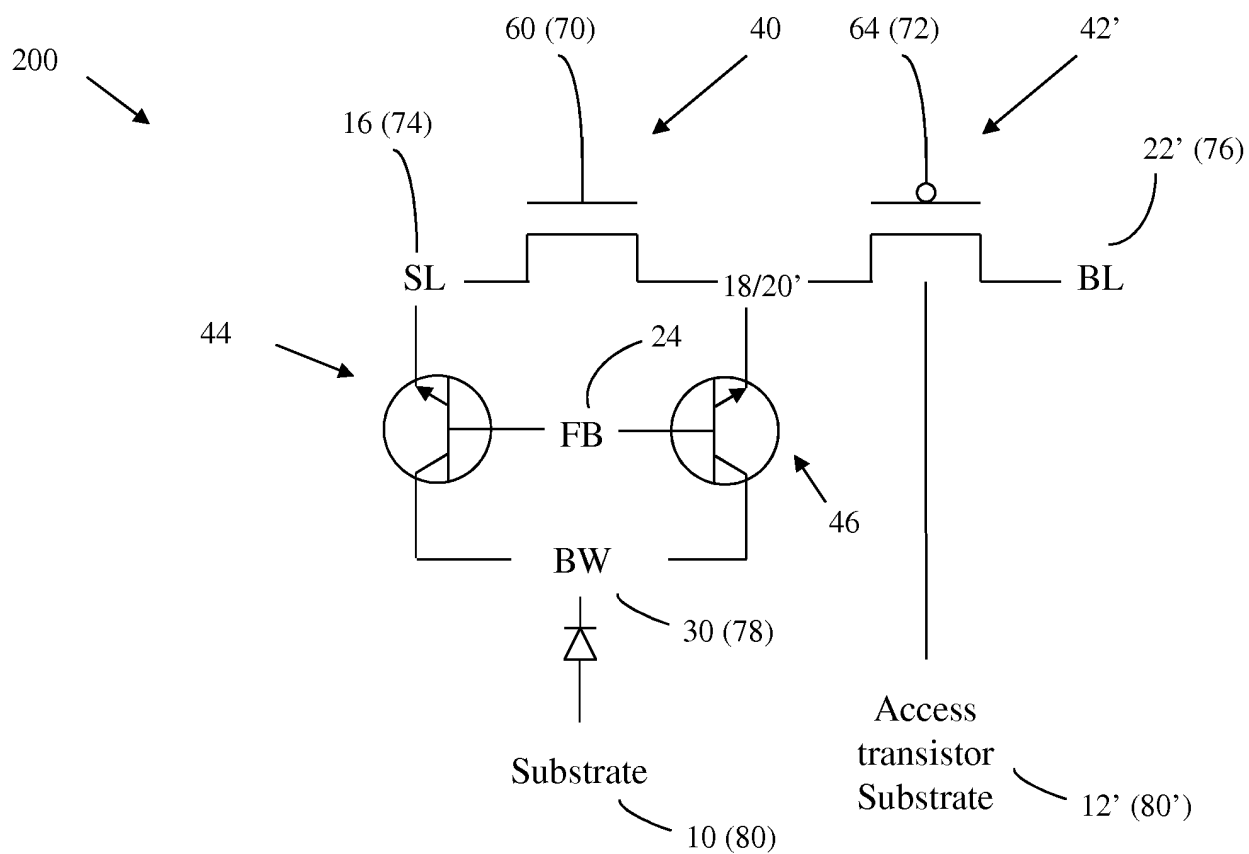 60 (70)
40
64 (72)
42’
200
16 (74)
22’ (76)
SL
18/20’
BL
44
24
FB
46
BW
30 (78)
Access
transistor
Substrate
Substrate
12’ (80’)
10 (80)